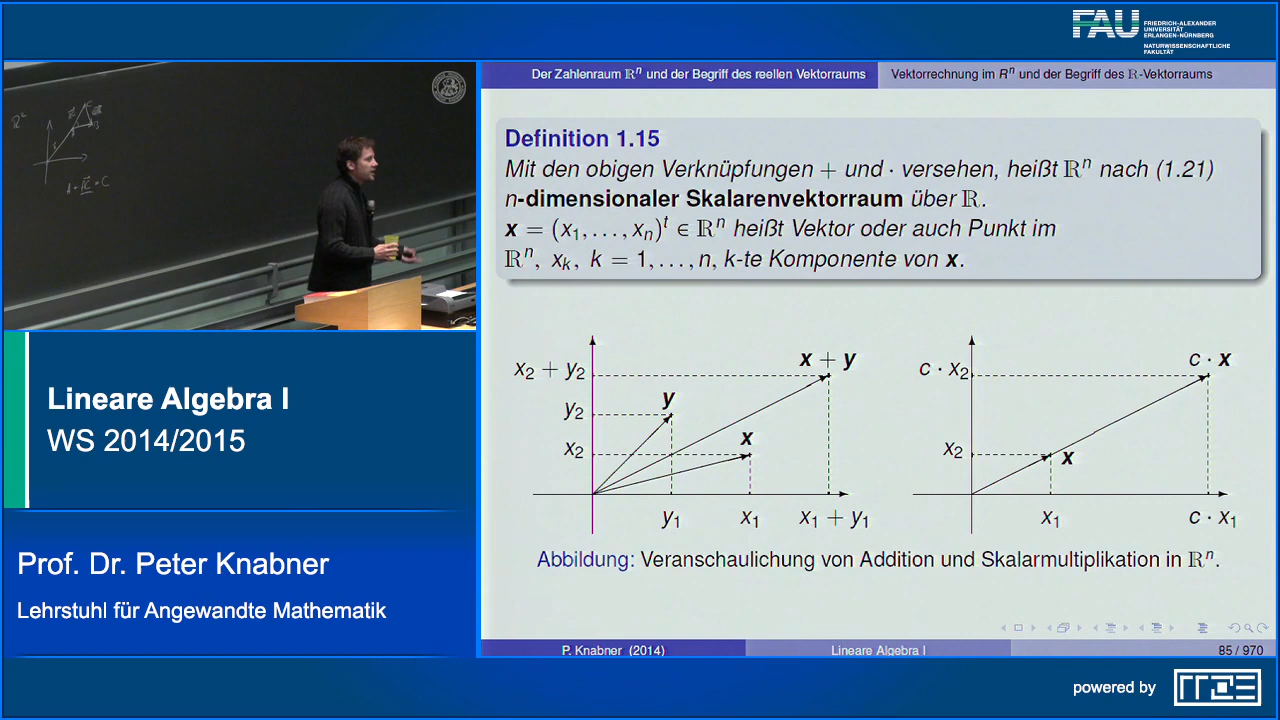 FAU
FRIEDRICH-ALEXANDER
UNIVERSITÄT
ERLANGEN-NÜRNBERG
NATURWISSENSCHAFTLICHE
FAKULTÄT
Der Zahlenraum ℝⁿ und der Begriff des reellen Vektorraums
Vektorrechnung im Rⁿ und der Begriff des ℝ-Vektorraums
Definition 1.15
Mit den obigen Verknüpfungen + und · versehen, heißt ℝⁿ nach (1.21)
n-dimensionaler Skalarenvektorraum über ℝ.
x = (x₁, . . . , xₙ)ᵗ ∈ ℝⁿ heißt Vektor oder auch Punkt im
ℝⁿ, xₖ, k = 1, . . . , n, k-te Komponente von x.
x₂ + y₂
y₂
x₂
y
x
x + y
y₁
x₁
x₁ + y₁
c · x₂
x₂
c · x
x
x₁
c · x₁
Abbildung: Veranschaulichung von Addition und Skalarmultiplikation in ℝⁿ.
P. Knabner (2014)
Lineare Algebra I
85 / 970
Lineare Algebra I
WS 2014/2015
Prof. Dr. Peter Knabner
Lehrstuhl für Angewandte Mathematik
powered by